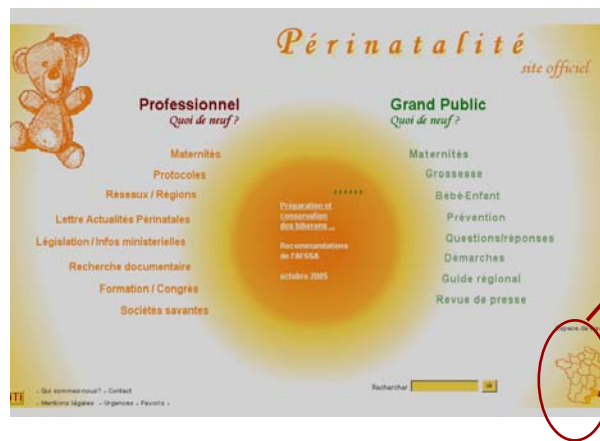 Périnatalité
site officiel
Professionnel
Quoi de neuf ?
Maternités
Protocoles
Réseaux / Régions
Lettre Actualités Périnatales
Législation / Infos ministerielles
Recherche documentaire
Formation / Congrès
Sociétés savantes
Préparation et
conservation
des biberons ...
Recommandations
de l'AFSSA
octobre 2005
Grand Public
Quoi de neuf ?
Maternités
Grossesse
Bébé-Enfant
Prévention
Questions/réponses
Démarches
Guide régional
Revue de presse
Qui sommes-nous? - Contact
- Mentions légales - Urgences - Favoris -
Rechercher
ok